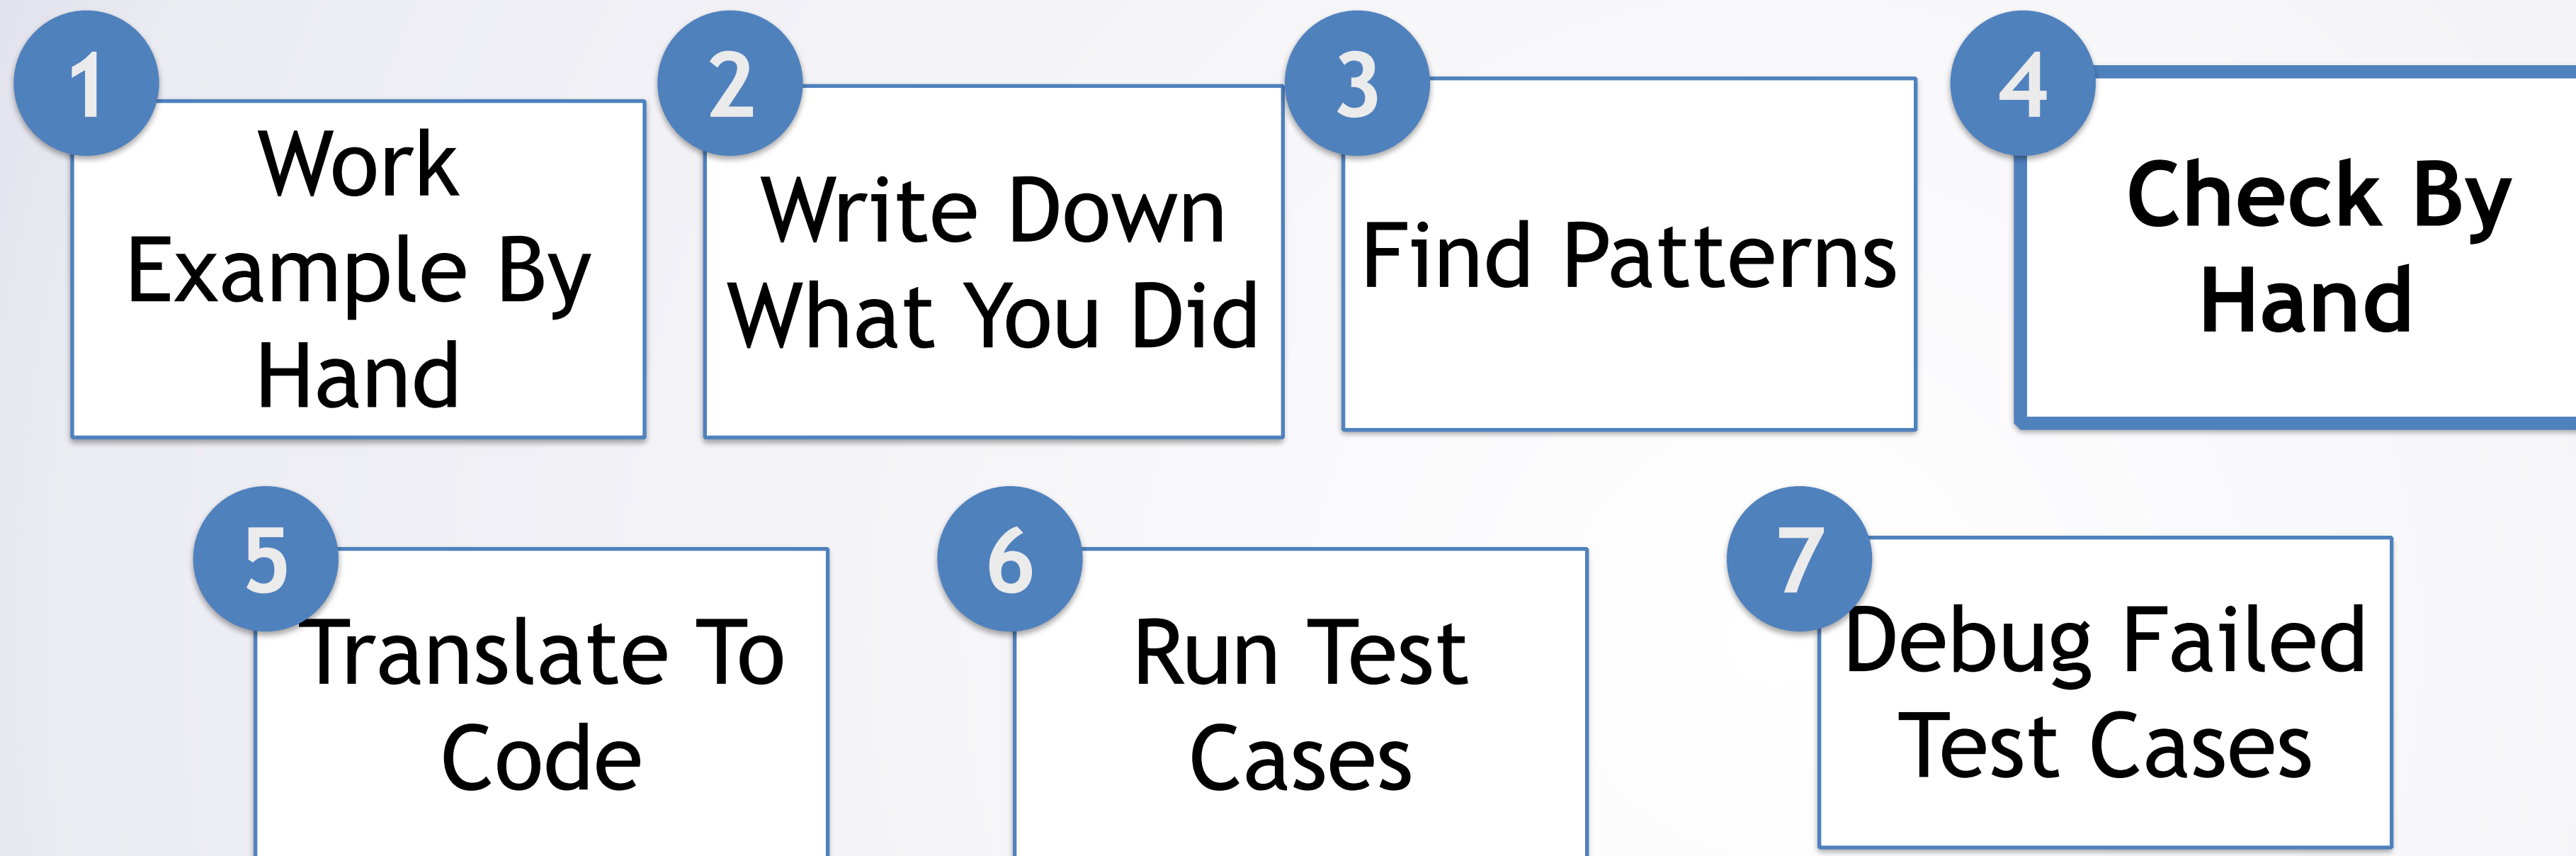 1
Work
Example By
Hand
2
Write Down
What You Did
3
Find Patterns
4
Check By
Hand
5
Translate To
Code
6
Run Test
Cases
7
Debug Failed
Test Cases